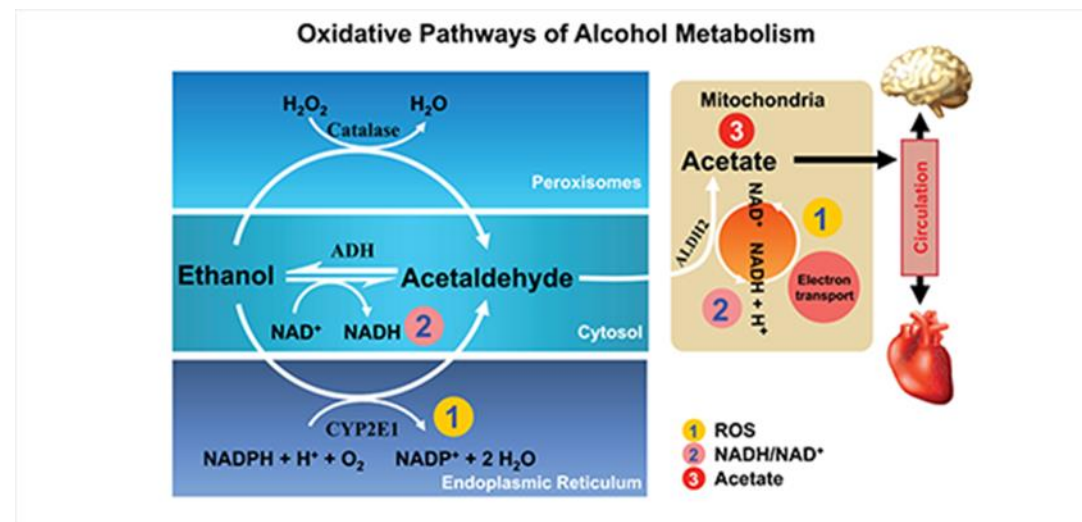 Oxidative Pathways of Alcohol Metabolism
H₂O₂ H₂O
Catalase
Peroxisomes
ADH
Ethanol Acetaldehyde
NAD⁺ NADH 2
Cytosol
1
CYP2E1
NADPH + H⁺ + O₂ NADP⁺ + 2 H₂O
Endoplasmic Reticulum
Mitochondria
3
Acetate
ALDH2
NAD⁺ NADH + H⁺
1
2
Electron
transport
Circulation
1 ROS
2 NADH/NAD⁺
3 Acetate